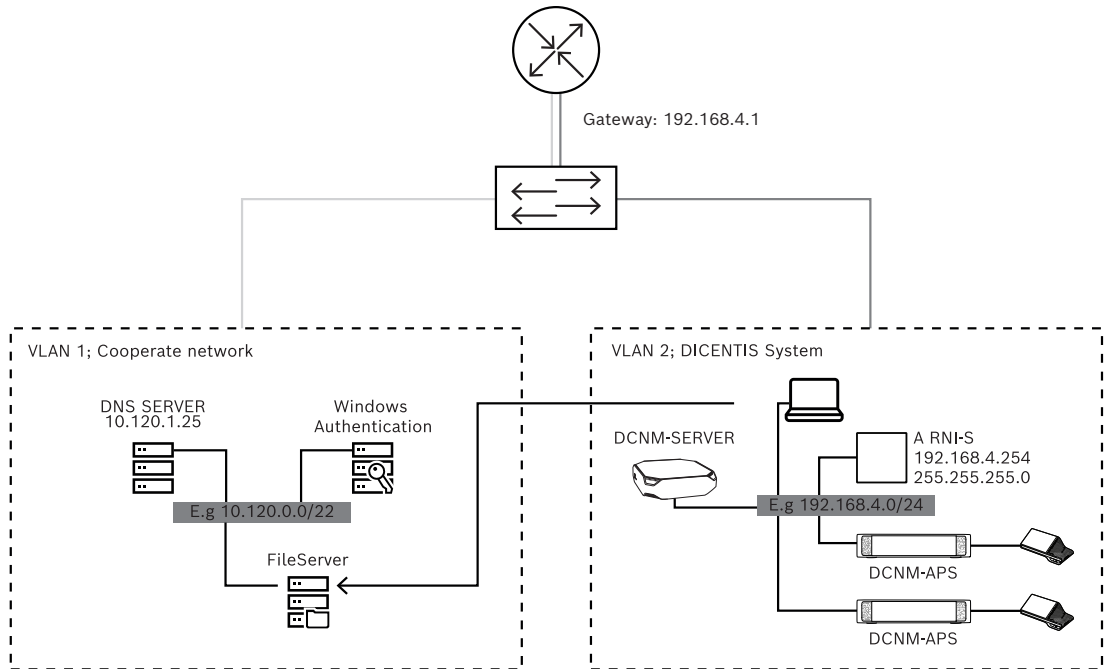 Gateway: 192.168.4.1
VLAN 1; Cooperate network
DNS SERVER
10.120.1.25
Windows
Authentication
E.g 10.120.0.0/22
FileServer
VLAN 2; DICENTIS System
DCNM-SERVER
A RNI-S
192.168.4.254
255.255.255.0
E.g 192.168.4.0/24
DCNM-APS
DCNM-APS